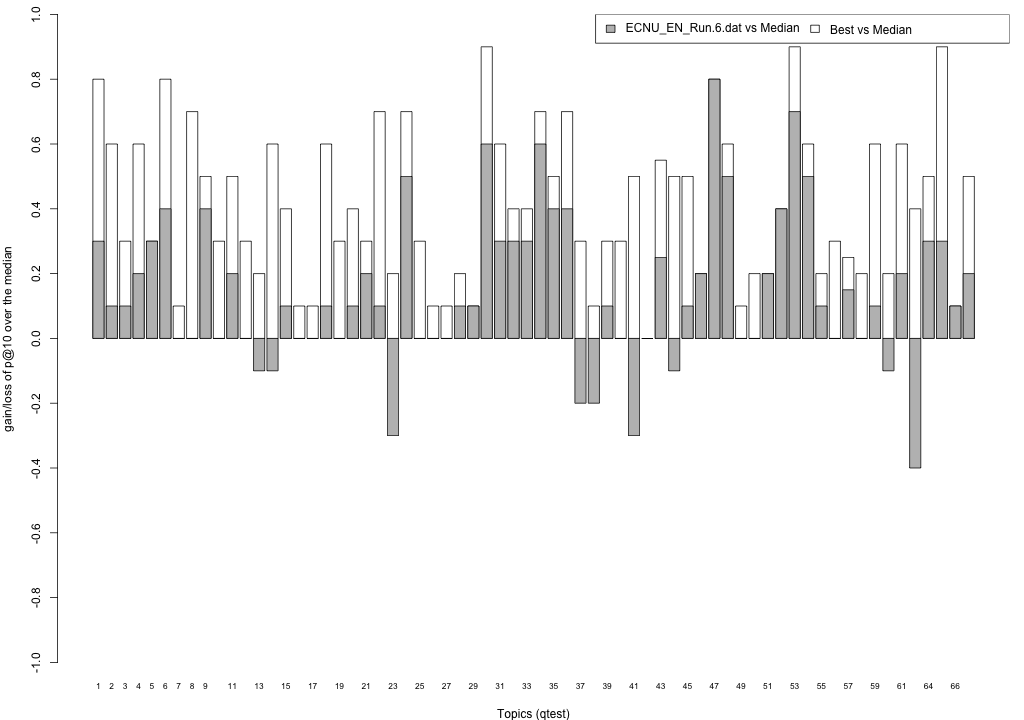 ECNU_EN_Run.6.dat vs Median Best vs Median
1.0
0.8
0.6
0.4
0.2
0.0
-0.2
-0.4
-0.6
-0.8
-1.0
gain/loss of p@10 over the median
1 2 3 4 5 6 7 8 9 11 13 15 17 19 21 23 25 27 29 31 33 35 37 39 41 43 45 47 49 51 53 55 57 59 61 64 66
Topics (qtest)